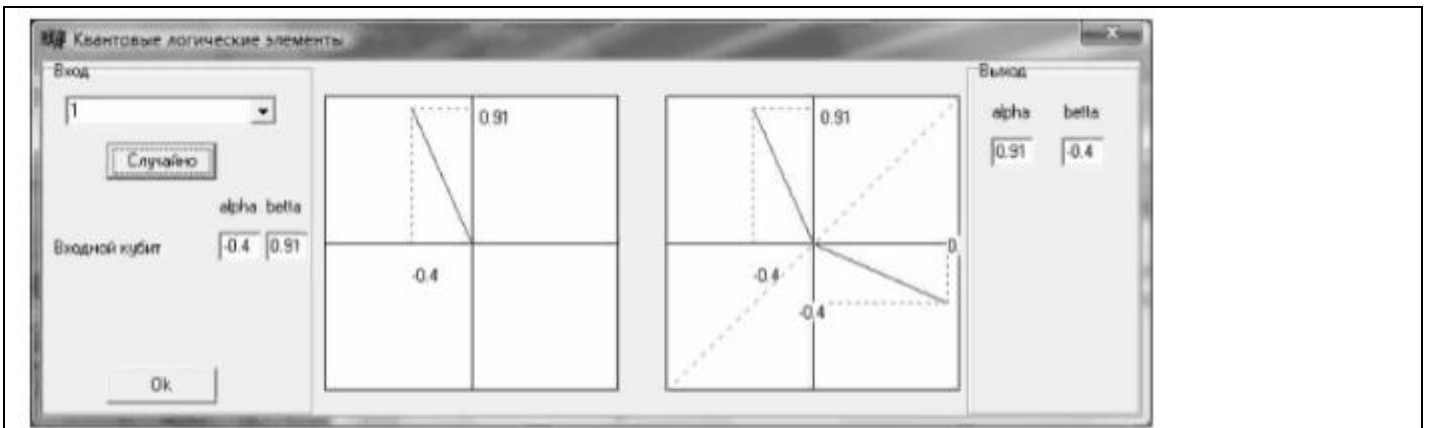 Квантовые логические элементы
Вход
1
Случайно
alpha betta
Входной кубит -0.4 0.91
Ok
0.91
-0.4
0.91
-0.4
0.
-0.4
Выход
alpha betta
0.91 -0.4